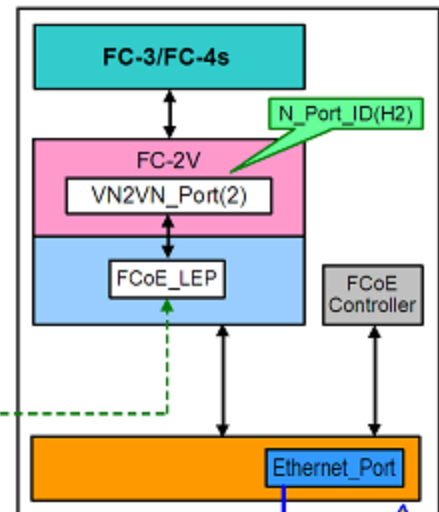 FC-3/FC-4s
N_Port_ID(H2)
FC-2V
VN2VN_Port(2)
FCoE_LEP
FCoE
Controller
Ethernet_Port